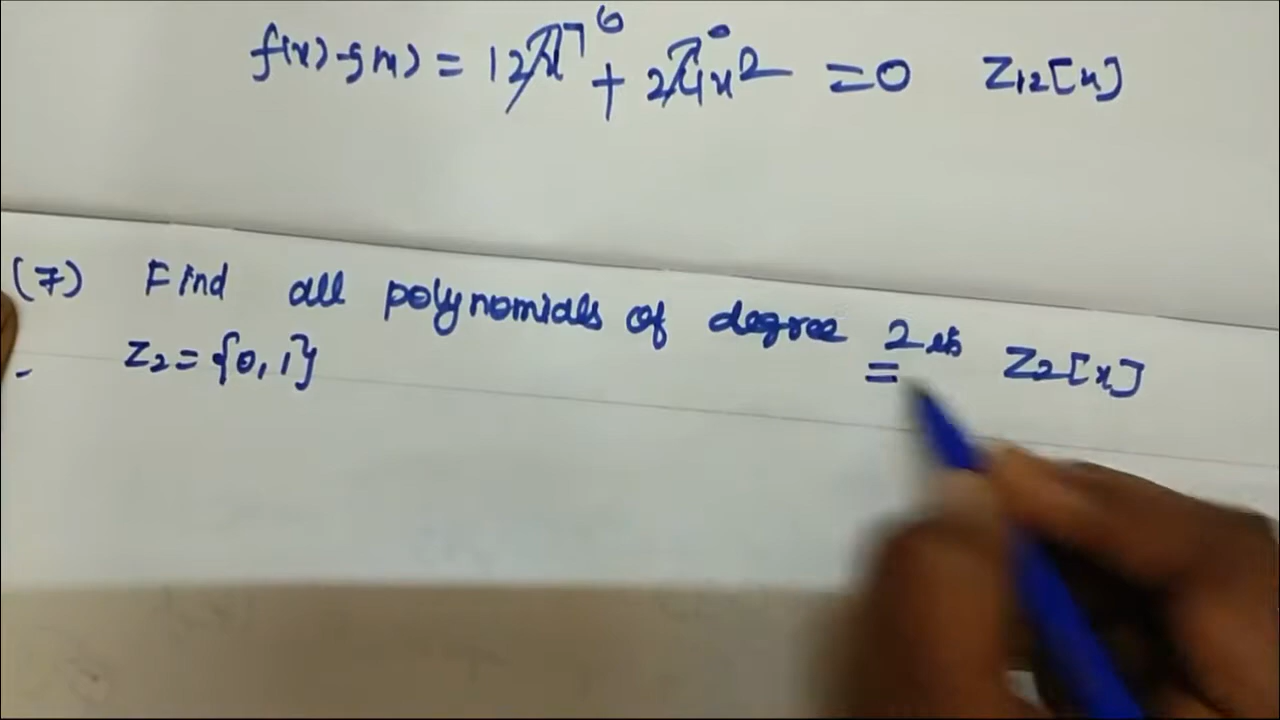 f(x)·g(x) = 12x⁷ + 24x² = 0 Z₁₂[x]
(7) Find all polynomials of degree 2 in Z₂[x]
Z₂ = {0, 1}